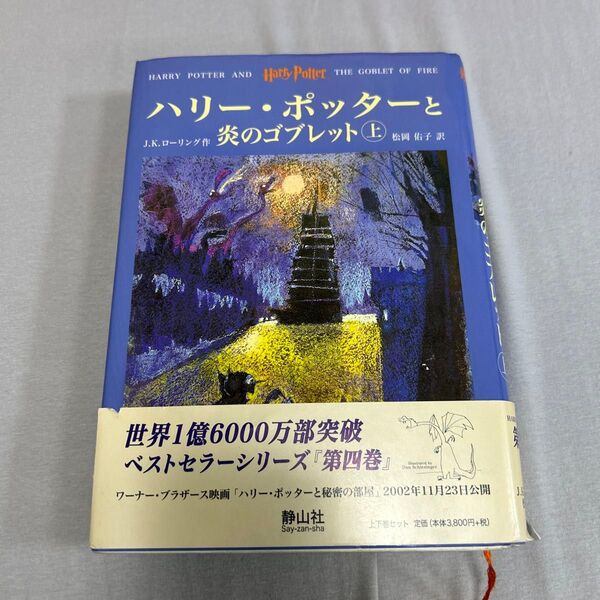 HARRY POTTER AND Harry Potter THE GOBLET OF FIRE
ハリー・ポッターと
J.K.ローリング作 炎のゴブレット 上 松岡 佑子 訳
世界1億6000万部突破
ベストセラーシリーズ『第四巻』
Illustrated by
Dan Schlesinger
ワーナー・ブラザース映画「ハリー・ポッターと秘密の部屋」2002年11月23日公開
静山社
Say-zan-sha
上下巻セット 定価(本体3,800円+税)